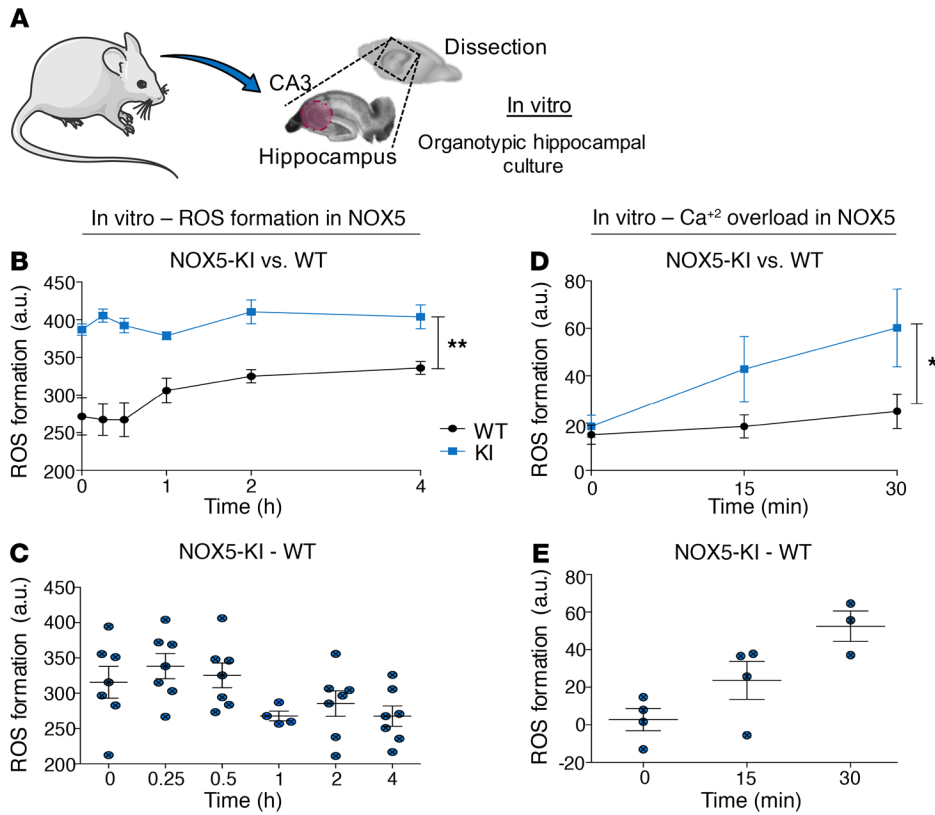 A
Dissection
CA3
In vitro
Hippocampus
Organotypic hippocampal
culture
In vitro – ROS formation in NOX5
B
NOX5-KI vs. WT
ROS formation (a.u.)
450
400
350
300
250
200
0
1
2
4
Time (h)
**
WT
KI
In vitro – Ca+2 overload in NOX5
D
NOX5-KI vs. WT
ROS formation (a.u.)
80
60
40
20
0
0
15
30
Time (min)
*
C
NOX5-KI - WT
ROS formation (a.u.)
450
400
350
300
250
200
0
0.25
0.5
1
2
4
Time (h)
E
NOX5-KI - WT
ROS formation (a.u.)
80
60
40
20
0
-20
0
15
30
Time (min)